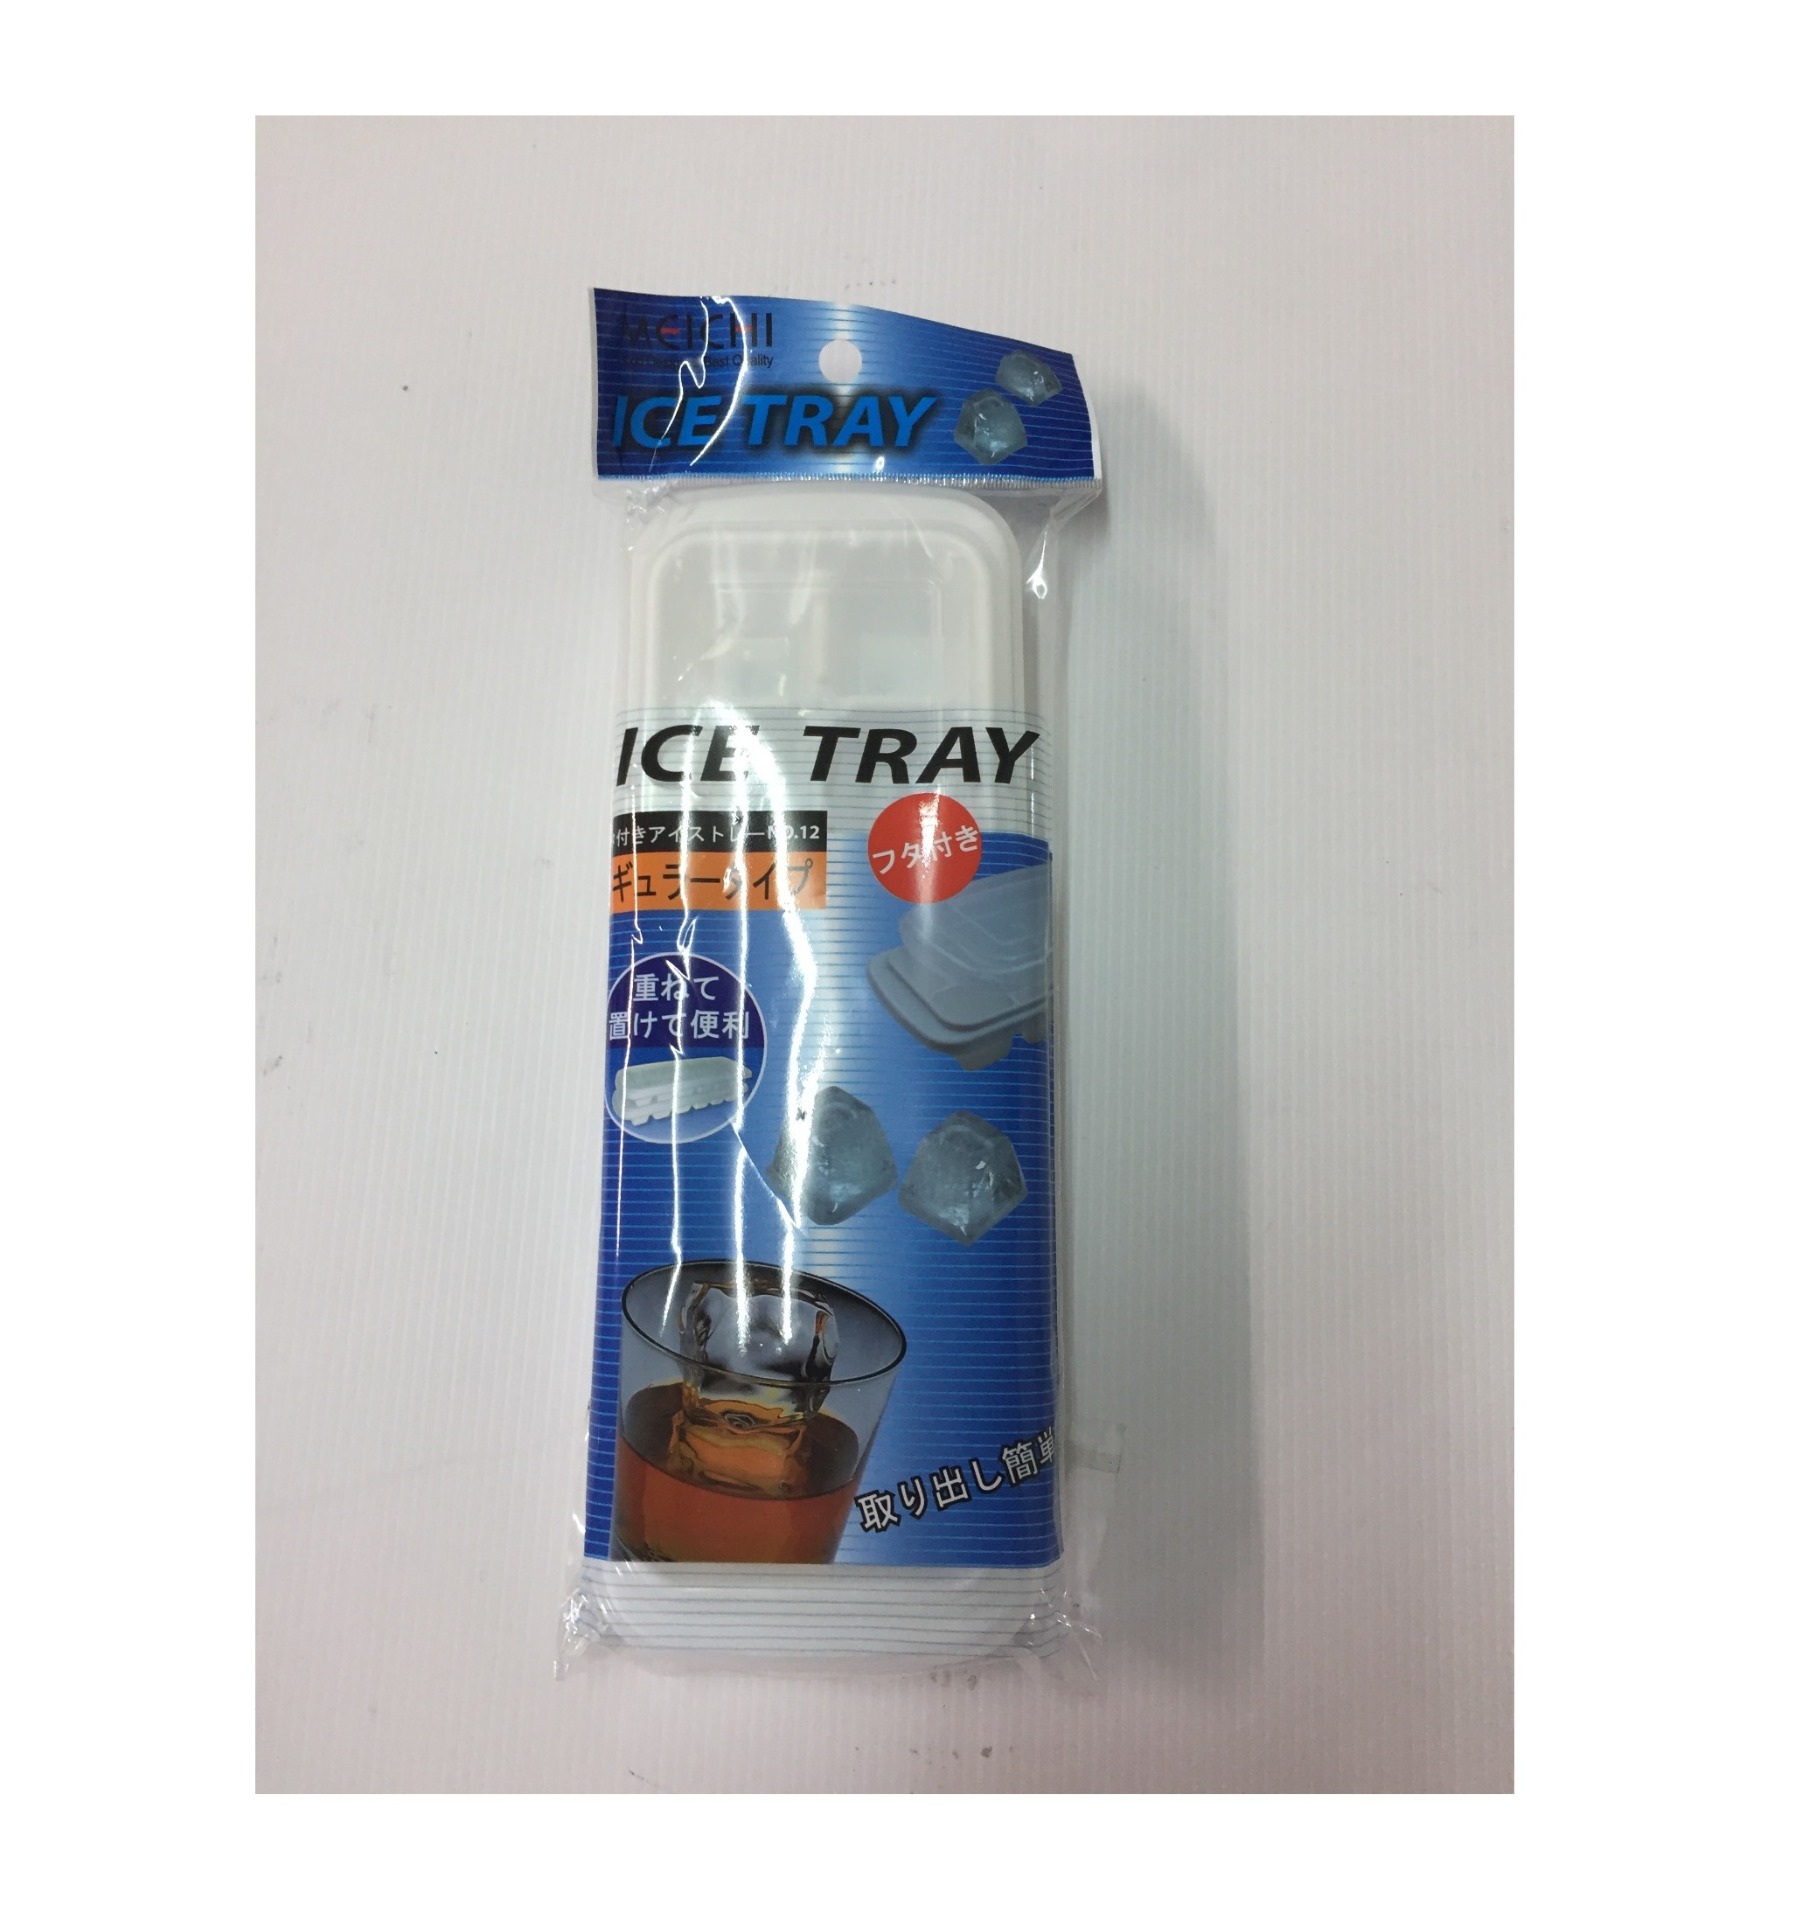 MEICHI
Best Quality
ICE TRAY
ICE TRAY
付きアイストレーNO.12
ギュラータイプ
フタ付き
重ねて
置けて便利
取り出し簡単